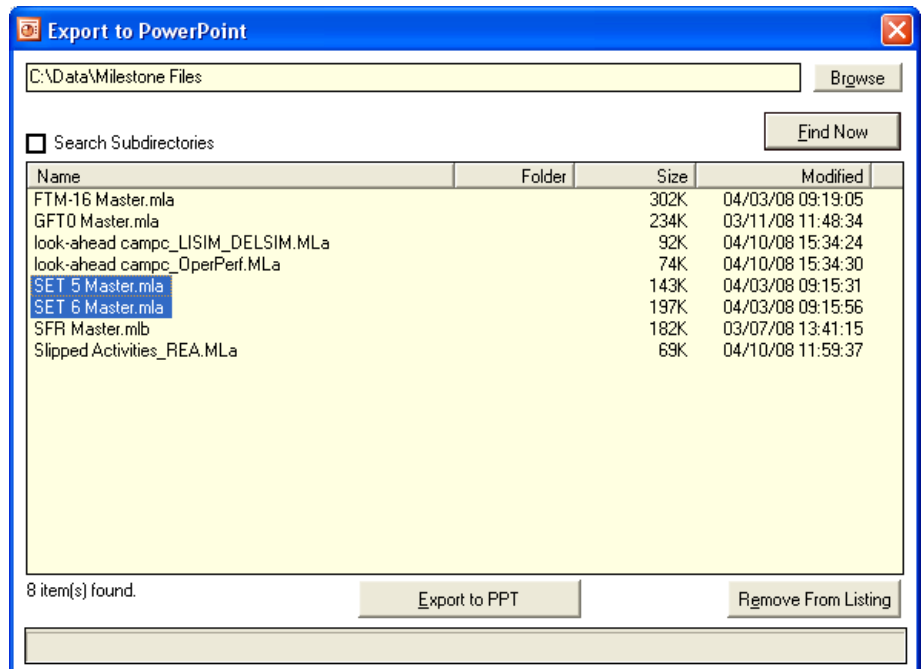 Export to PowerPoint
C:\Data\Milestone Files
Browse
Find Now
Search Subdirectories
Name Folder Size Modified
FTM-16 Master.mla 302K 04/03/08 09:19:05
GFT0 Master.mla 234K 03/11/08 11:48:34
look-ahead campc_LISIM_DELSIM.MLa 92K 04/10/08 15:34:24
look-ahead campc_OperPerf.MLa 74K 04/10/08 15:34:30
SET 5 Master.mla 143K 04/03/08 09:15:31
SET 6 Master.mla 197K 04/03/08 09:15:56
SFR Master.mlb 182K 03/07/08 13:41:15
Slipped Activities_REA.MLa 69K 04/10/08 11:59:37
8 item(s) found.
Export to PPT
Remove From Listing